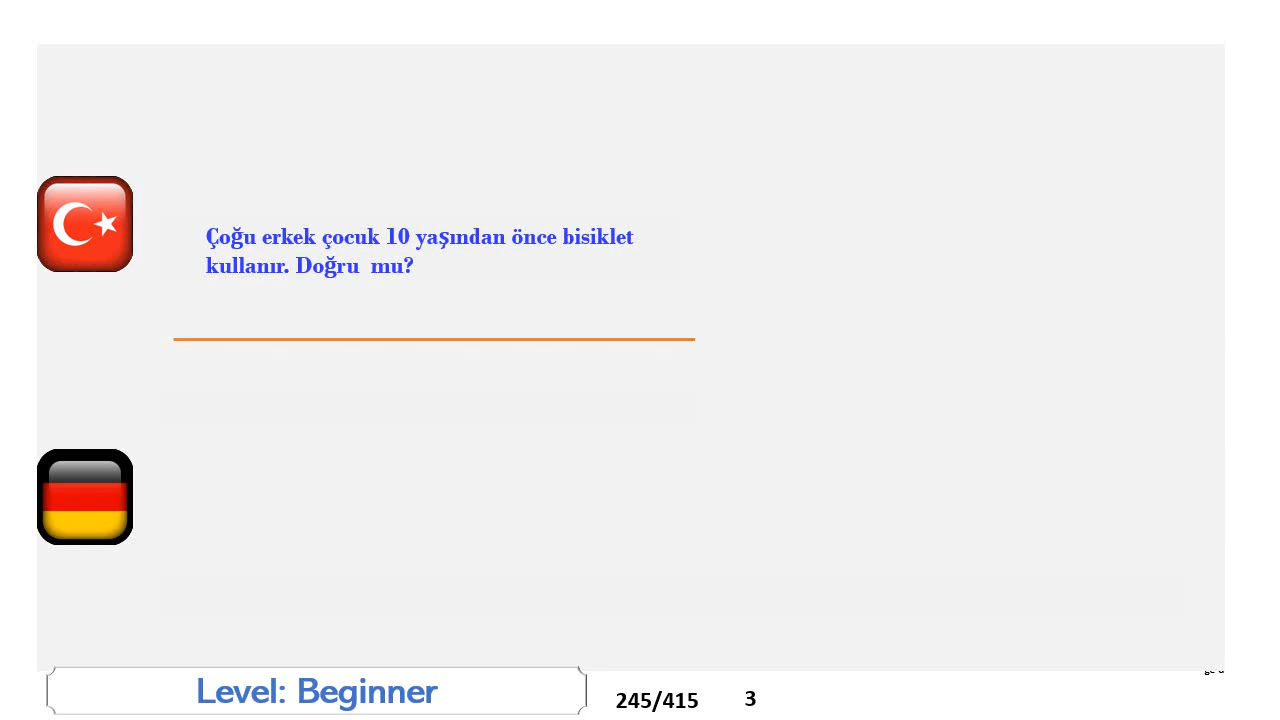 Çoğu erkek çocuk 10 yaşından önce bisiklet
kullanır. Doğru  mu?
Level: Beginner
245/415
3